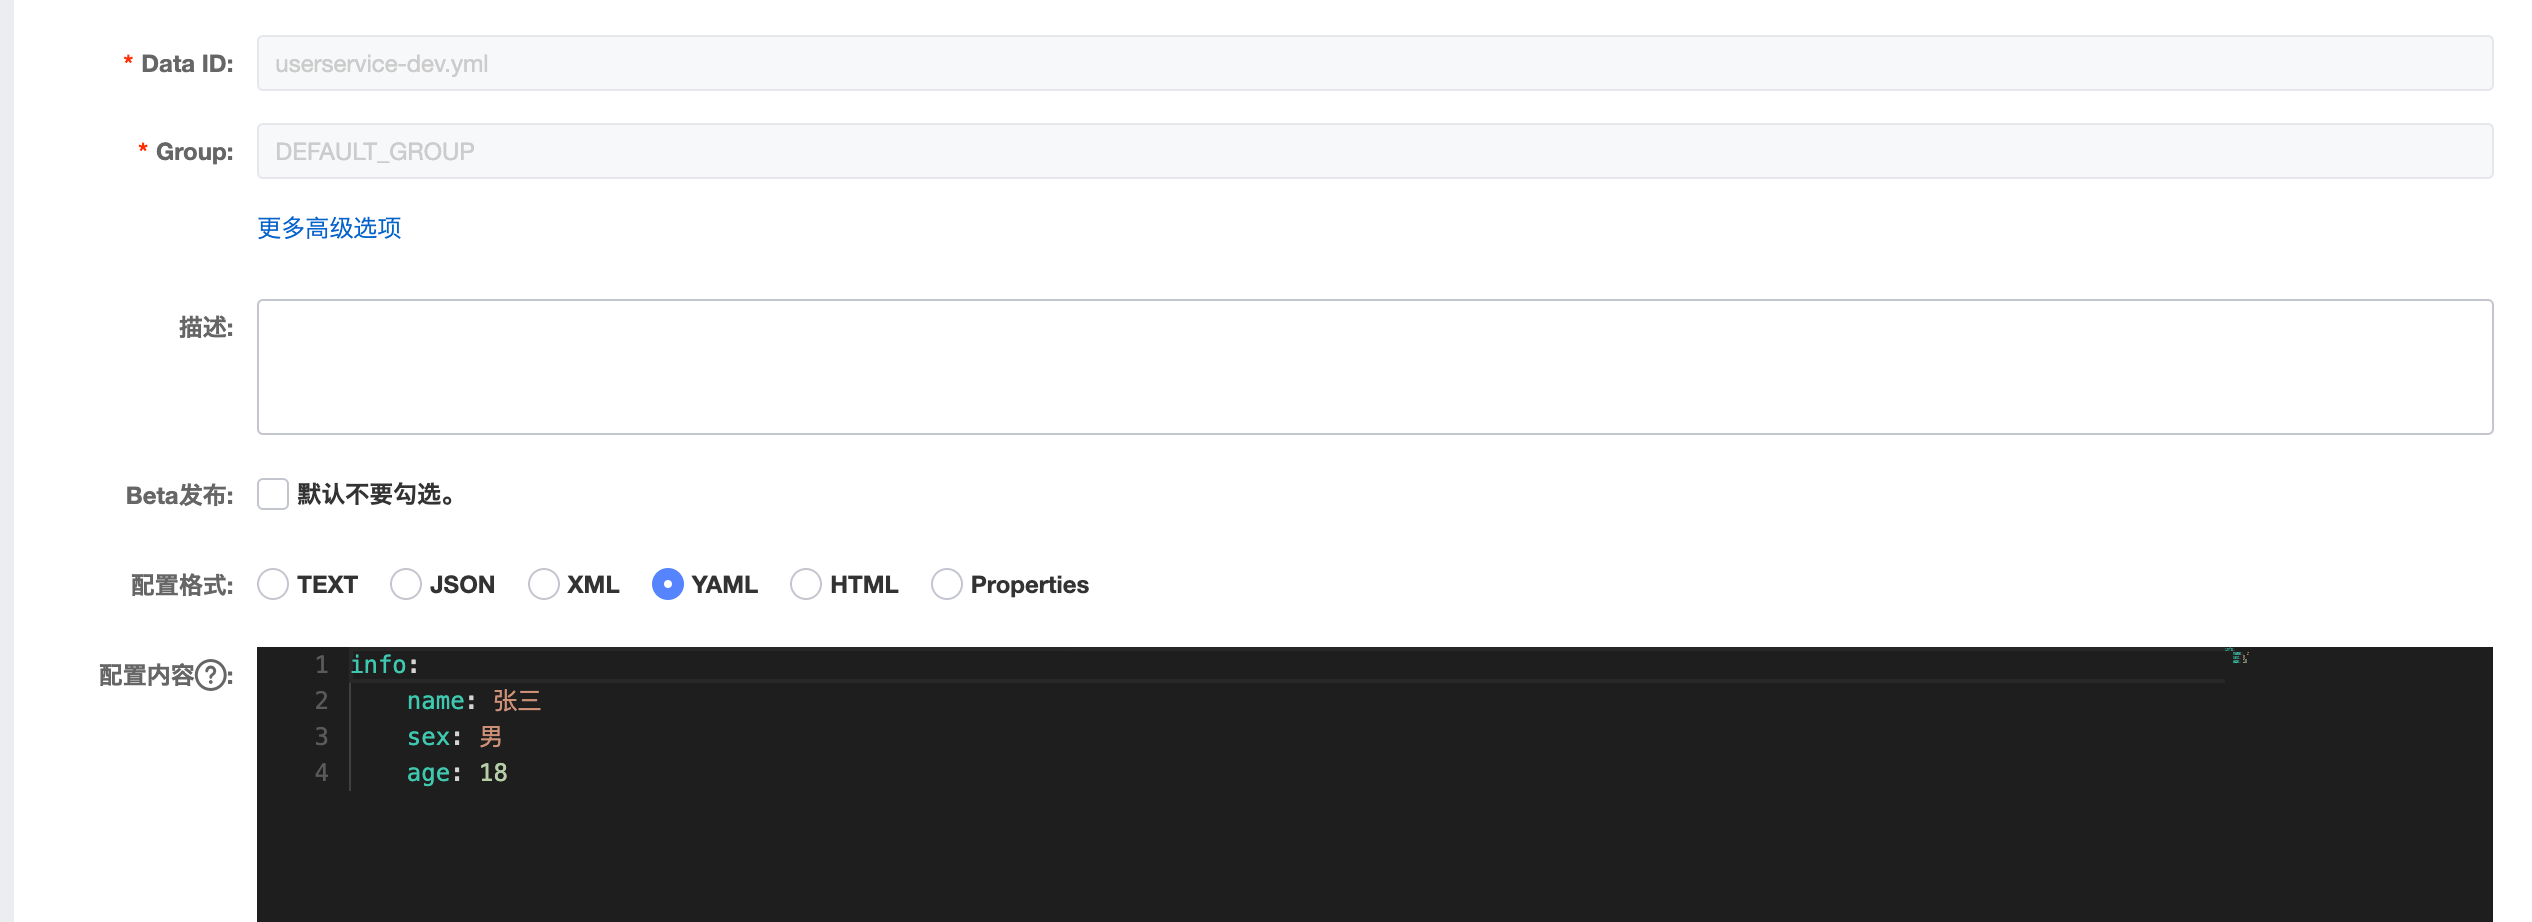 * Data ID: userservice-dev.yml
* Group: DEFAULT_GROUP
更多高级选项
描述:
Beta发布: 默认不要勾选。
配置格式: TEXT JSON XML YAML HTML Properties
配置内容?: 1 info:
2 name: 张三
3 sex: 男
4 age: 18